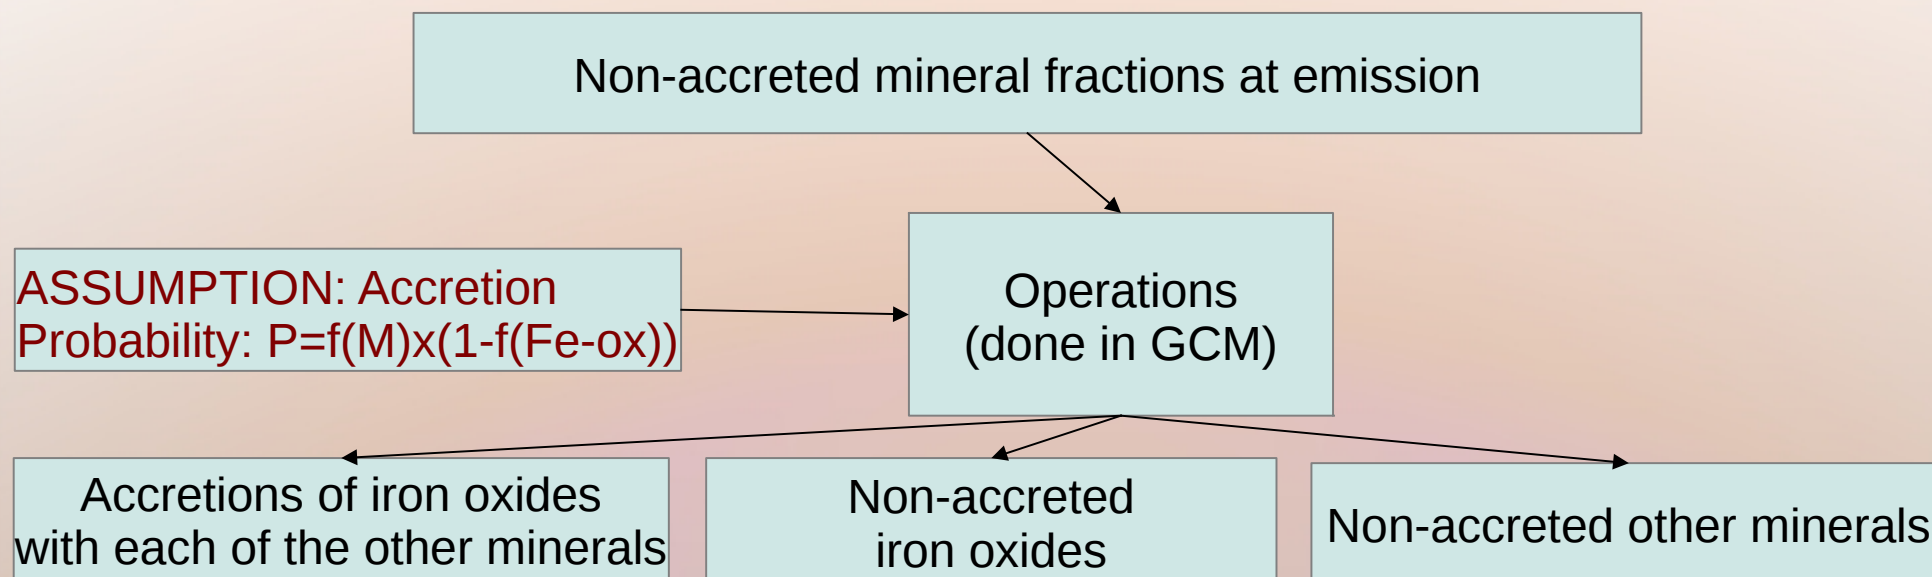 Non-accreted mineral fractions at emission
ASSUMPTION: Accretion
Probability: P=f(M)x(1-f(Fe-ox))
Operations
(done in GCM)
Accretions of iron oxides
with each of the other minerals
Non-accreted
iron oxides
Non-accreted other minerals